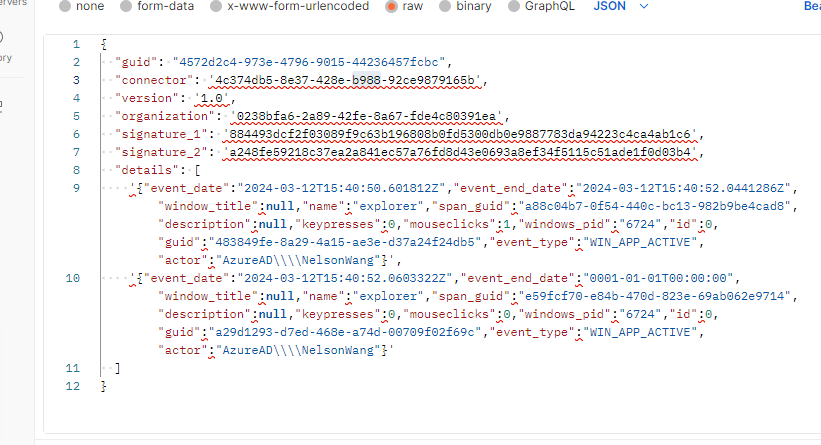 none form-data x-www-form-urlencoded raw binary GraphQL JSON Bea
ervers
ory
1 {
2 "guid": "4572d2c4-973e-4796-9015-44236457fcbc",
3 "connector": '4c374db5-8e37-428e-b988-92ce9879165b',
4 "version": '1.0',
5 "organization": '0238bfa6-2a89-42fe-8a67-fde4c80391ea',
6 "signature_1": '884493dcf2f03089f9c63b196808b0fd5300db0e9887783da94223c4ca4ab1c6',
7 "signature_2": 'a248fe59218c37ea2a841ec57a76fd8d43e0693a8ef34f5115c51ade1f0d03b4',
8 "details": [
9 '{"event_date":"2024-03-12T15:40:50.601812Z","event_end_date":"2024-03-12T15:40:52.0441286Z",
"window_title":null,"name":"explorer","span_guid":"a88c04b7-0f54-440c-bc13-982b9be4cad8",
"description":null,"keypresses":0,"mouseclicks":1,"windows_pid":"6724","id":0,
"guid":"483849fe-8a29-4a15-ae3e-d37a24f24db5","event_type":"WIN_APP_ACTIVE",
"actor":"AzureAD\\\\NelsonWang"}',
10 '{"event_date":"2024-03-12T15:40:52.0603322Z","event_end_date":"0001-01-01T00:00:00",
"window_title":null,"name":"explorer","span_guid":"e59fcf70-e84b-470d-823e-69ab062e9714",
"description":null,"keypresses":0,"mouseclicks":0,"windows_pid":"6724","id":0,
"guid":"a29d1293-d7ed-468e-a74d-00709f02f69c","event_type":"WIN_APP_ACTIVE",
"actor":"AzureAD\\\\NelsonWang"}'
11 ]
12 }